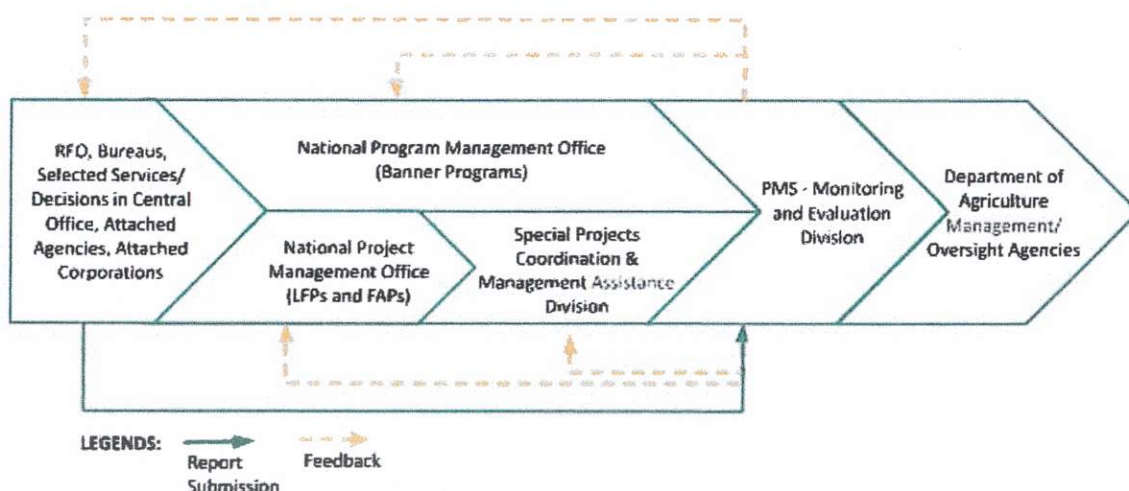 RFO, Bureaus,
Selected Services/
Decisions in Central
Office, Attached
Agencies, Attached
Corporations
National Program Management Office
(Banner Programs)
National Project
Management Office
(LFPs and FAPs)
Special Projects
Coordination &
Management Assistance
Division
PMS - Monitoring
and Evaluation
Division
Department of
Agriculture
Management/
Oversight Agencies
LEGENDS:
Report
Submission
Feedback